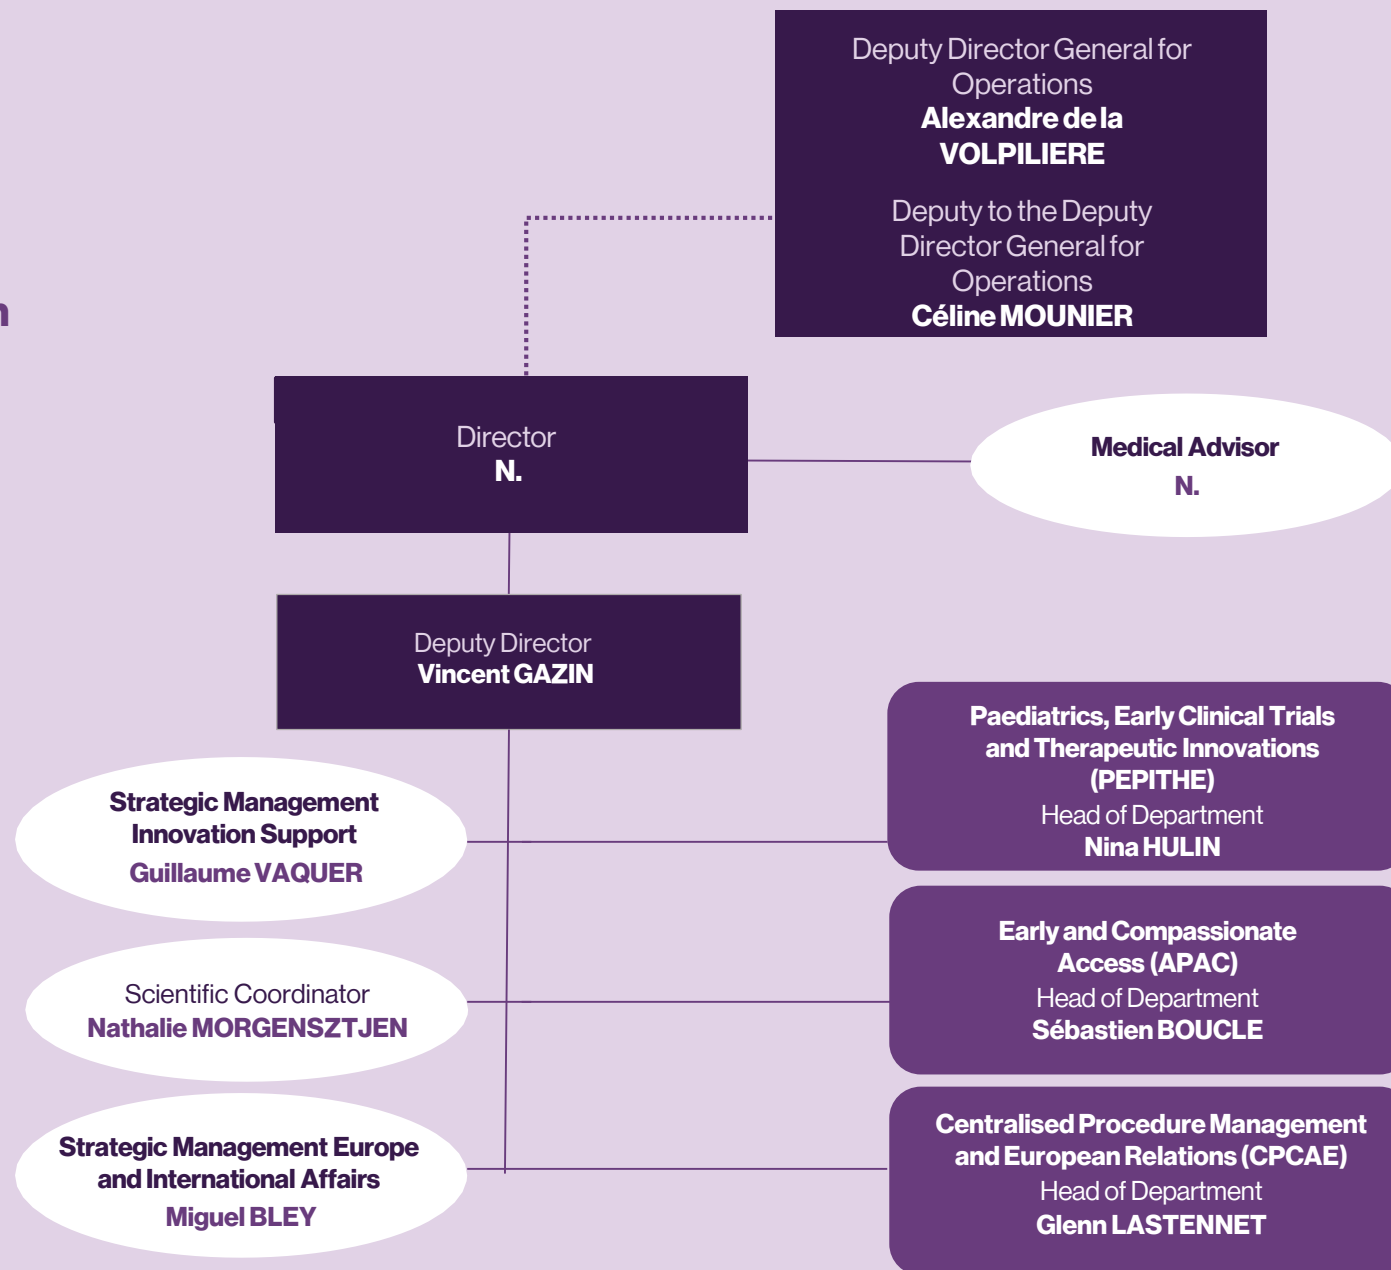 Deputy Director General for
Operations
Alexandre de la
VOLPILIERE
Deputy to the Deputy
Director General for
Operations
Céline MOUNIER
n
Director
N.
Medical Advisor
N.
Deputy Director
Vincent GAZIN
Strategic Management
Innovation Support
Guillaume VAQUER
Paediatrics, Early Clinical Trials
and Therapeutic Innovations
(PEPITHE)
Head of Department
Nina HULIN
Scientific Coordinator
Nathalie MORGENSZTJEN
Early and Compassionate
Access (APAC)
Head of Department
Sébastien BOUCLE
Strategic Management Europe
and International Affairs
Miguel BLEY
Centralised Procedure Management
and European Relations (CPCAE)
Head of Department
Glenn LASTENNET